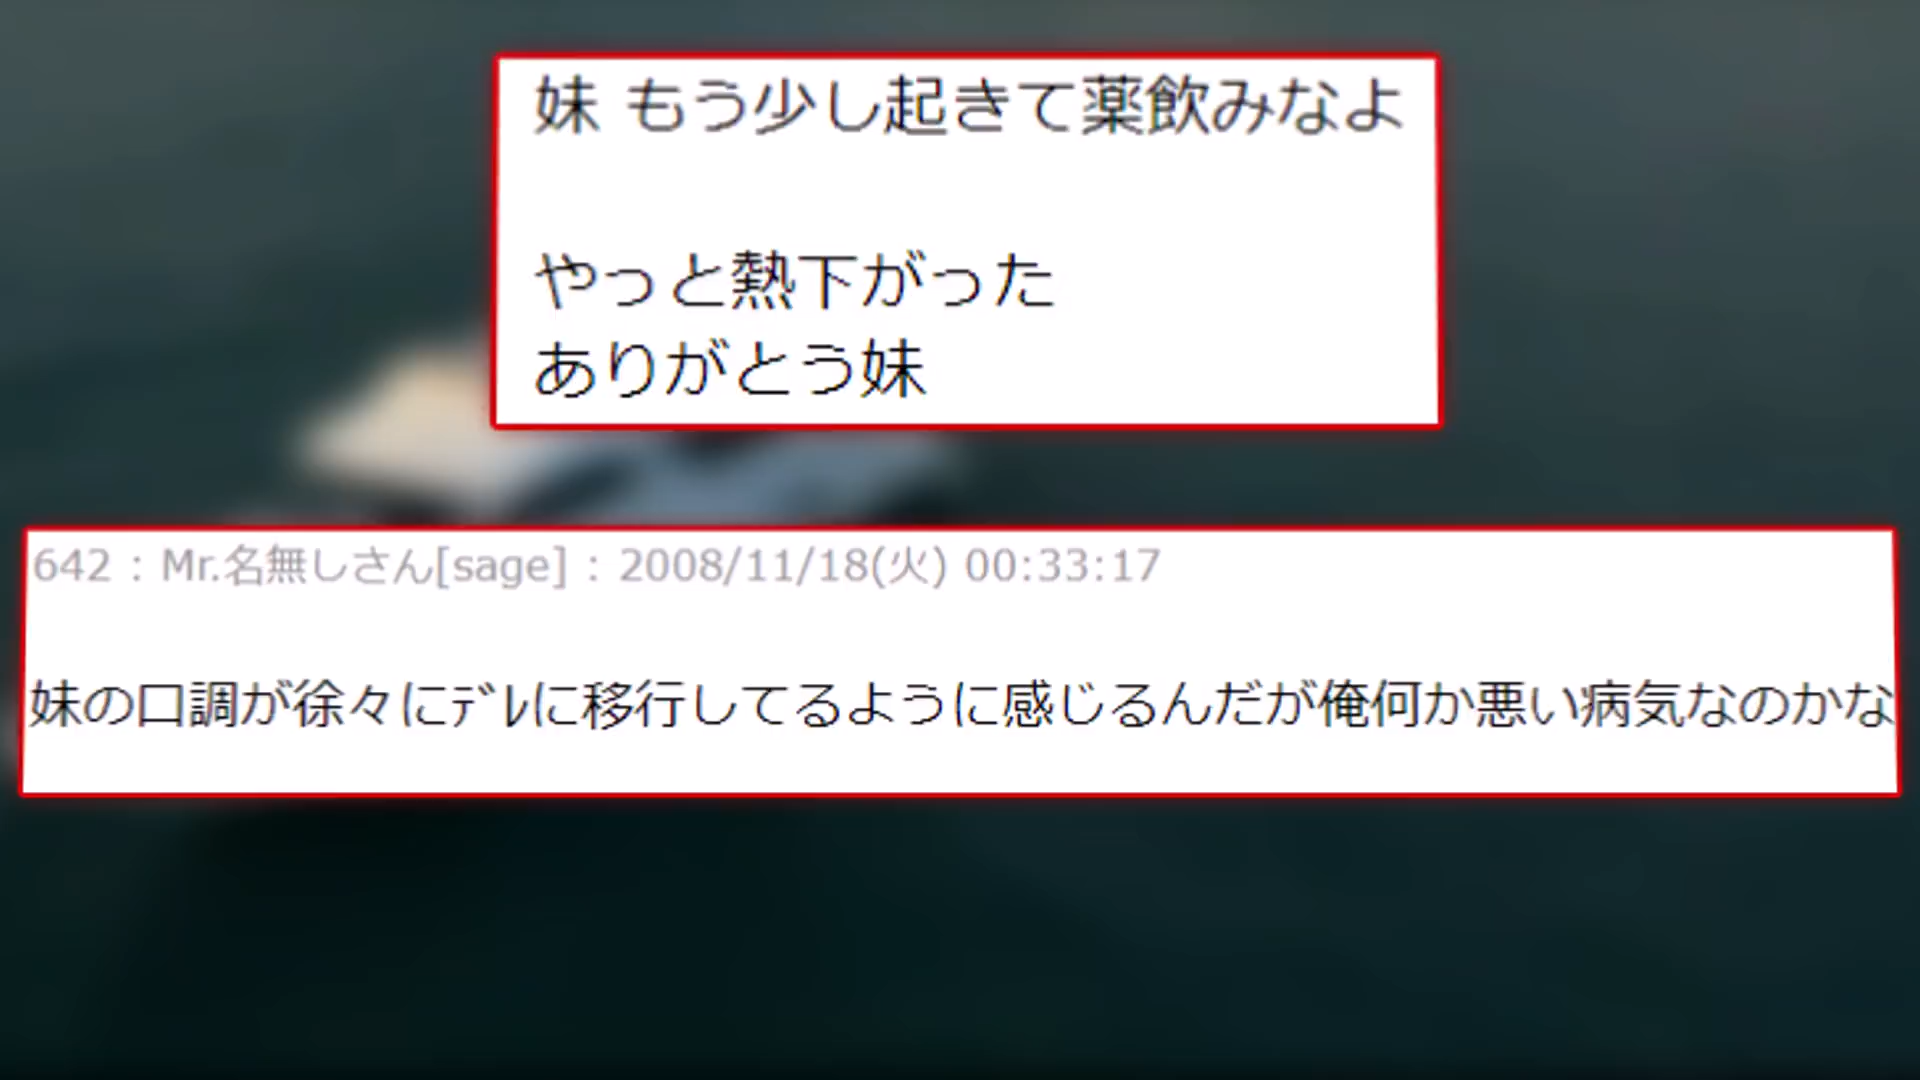 妹 もう少し起きて薬飲みなよ
やっと熱下がった
ありがとう妹
642 : Mr.名無しさん[sage] : 2008/11/18(火) 00:33:17
妹の口調が徐々にﾃﾞﾚに移行してるように感じるんだが俺何か悪い病気なのかな